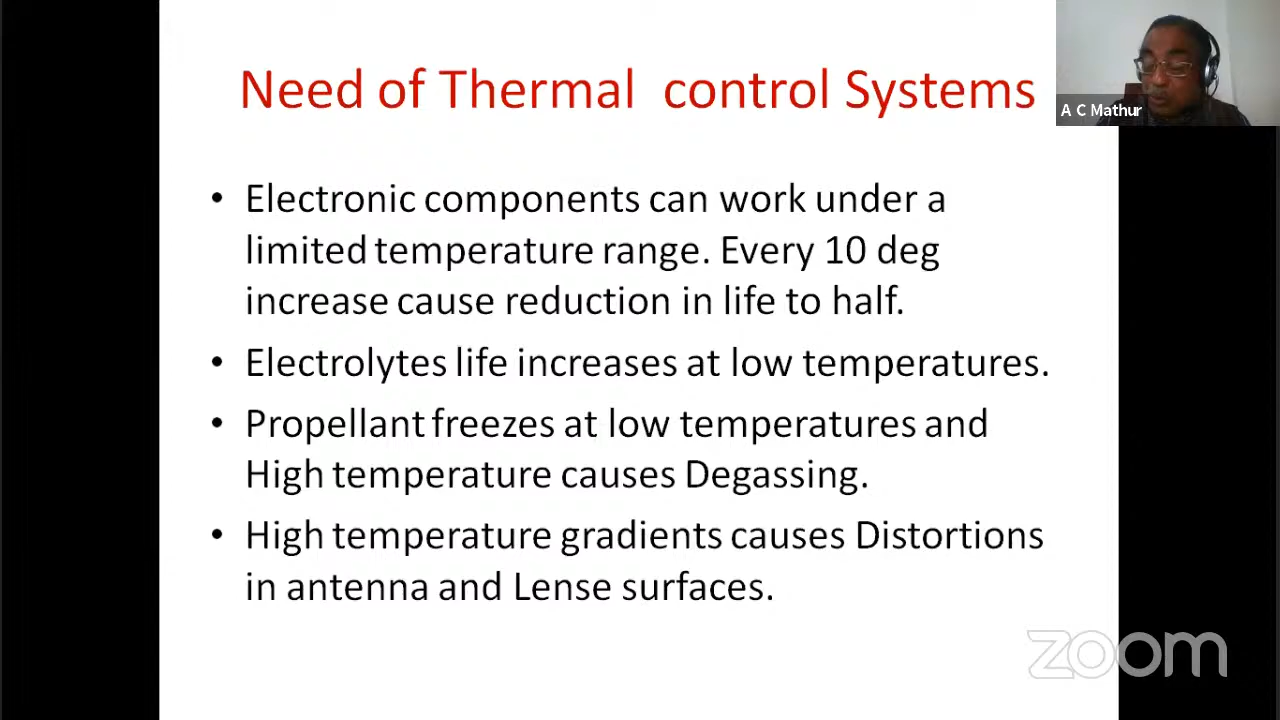 Need of Thermal control Systems
A C Mathur
• Electronic components can work under a
limited temperature range. Every 10 deg
increase cause reduction in life to half.
• Electrolytes life increases at low temperatures.
• Propellant freezes at low temperatures and
High temperature causes Degassing.
• High temperature gradients causes Distortions
in antenna and Lense surfaces.
zoom